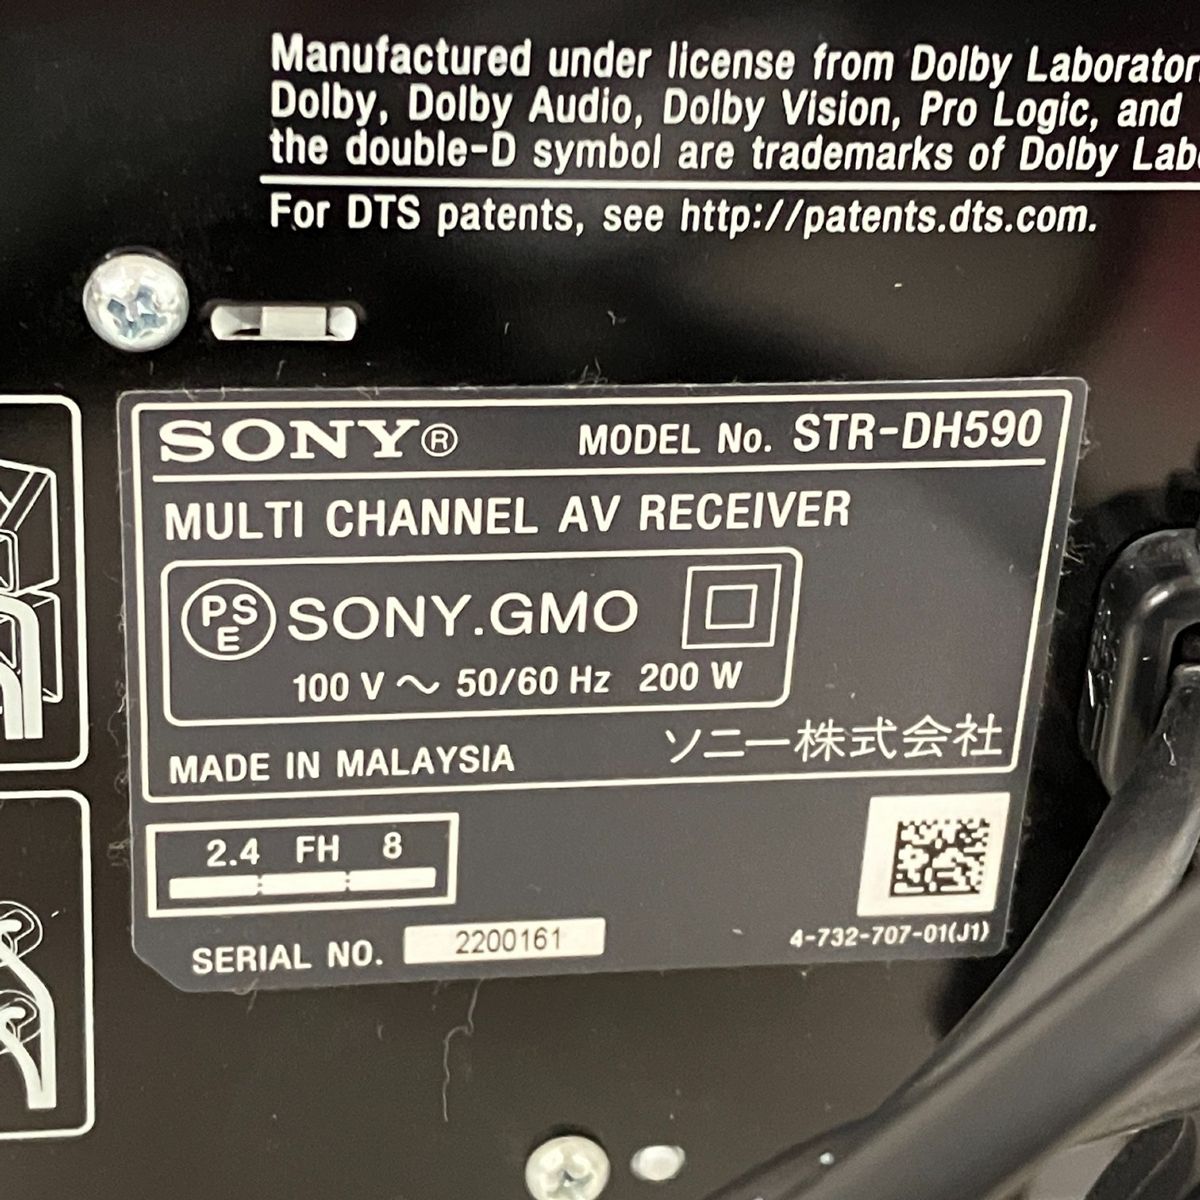 Manufactured under license from Dolby
Dolby, Dolby Audio, Dolby Vision, Pro Logic, and
the double-D symbol are trademarks of Dolby
For DTS patents, see http://patents.dts.com.
SONY® MODEL No. STR-DH590
MULTI CHANNEL AV RECEIVER
PSE SONY.GMO
100 V ～ 50/60 Hz 200 W
MADE IN MALAYSIA ソニー株式会社
2.4 FH 8
SERIAL NO. 2200161 4-732-707-01(J1)